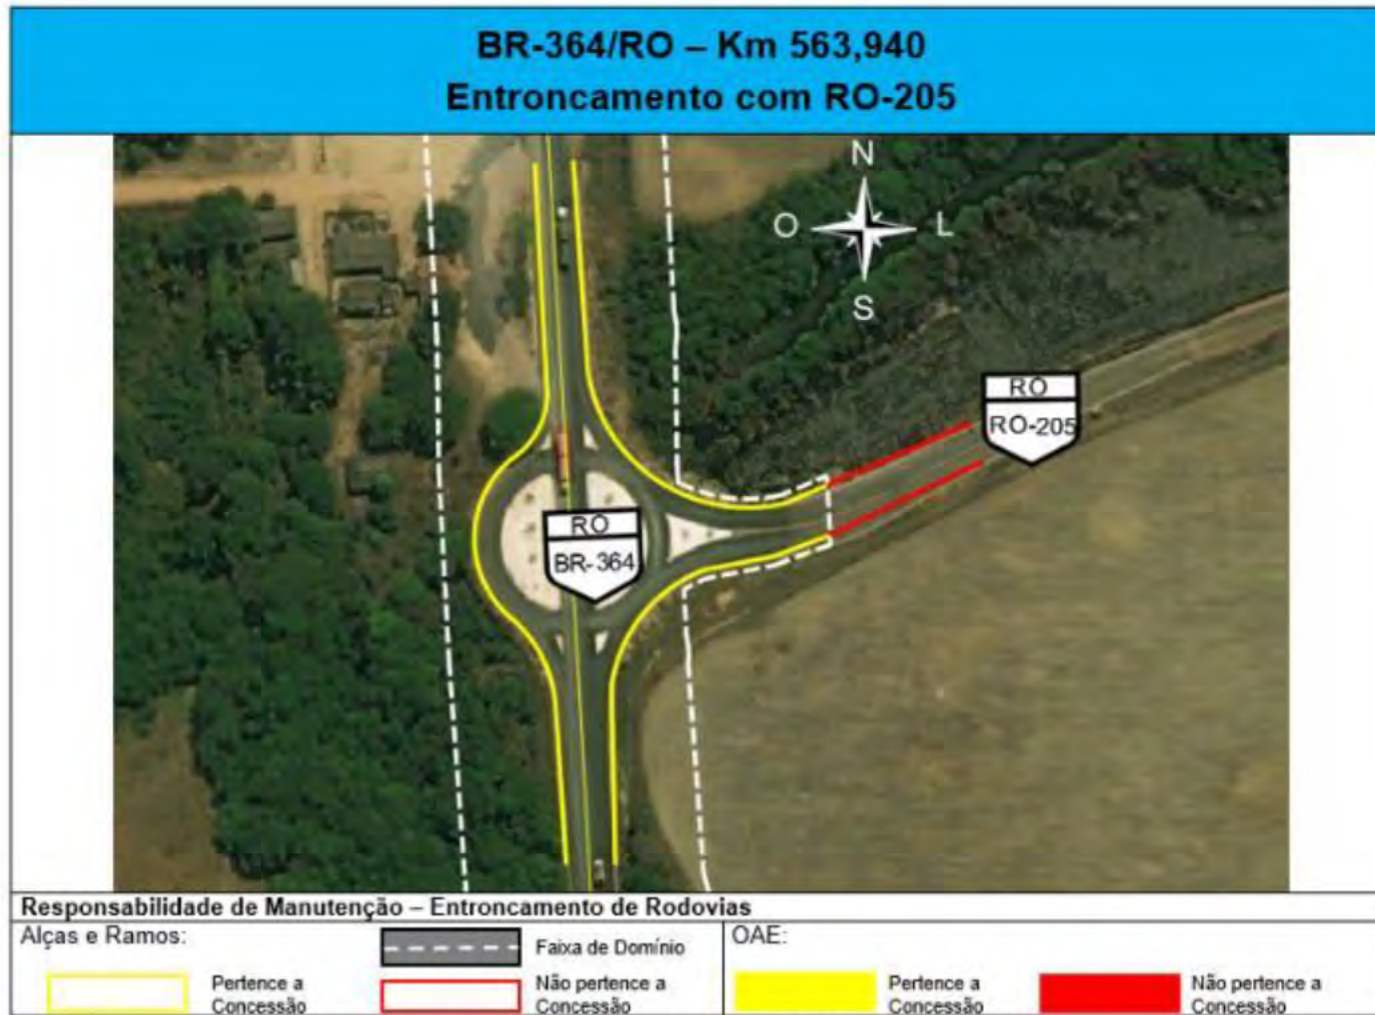 BR-364/RO – Km 563,940
Entroncamento com RO-205
N
O
L
S
RO
RO-205
RO
BR-364
Responsabilidade de Manutenção – Entroncamento de Rodovias
Alças e Ramos:
Faixa de Domínio
Pertence a
Concessão
Não pertence a
Concessão
OAE:
Pertence a
Concessão
Não pertence a
Concessão